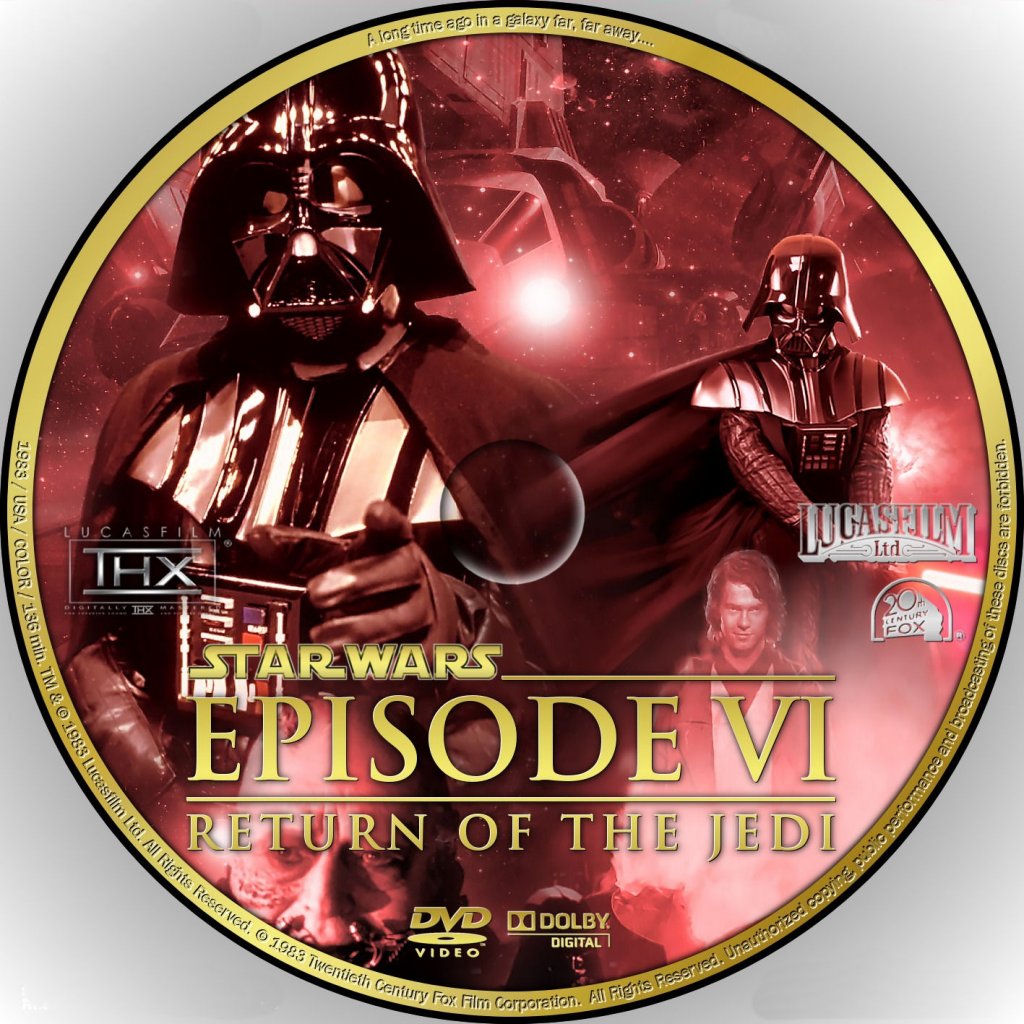 A long time ago in a galaxy far, far away....
LUCASFILM
THX
®
DIGITALLY THX MASTERED
LUCASFILM
Ltd
20th
CENTURY
FOX
®
STAR WARS
EPISODE VI
RETURN OF THE JEDI
DVD
VIDEO
DOLBY
DIGITAL
1983 / USA / COLOR / 136 min. TM & © 1983 Lucasfilm Ltd. All Rights Reserved. © 1983 Twentieth Century Fox Film Corporation. All Rights Reserved. Unauthorized copying, public performance and broadcasting of these discs are forbidden.